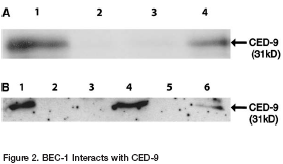 A 1 2 3 4
CED-9
(31kD)
B 1 2 3 4 5 6
CED-9
(31kD)
Figure 2. BEC-1 Interacts with CED-9